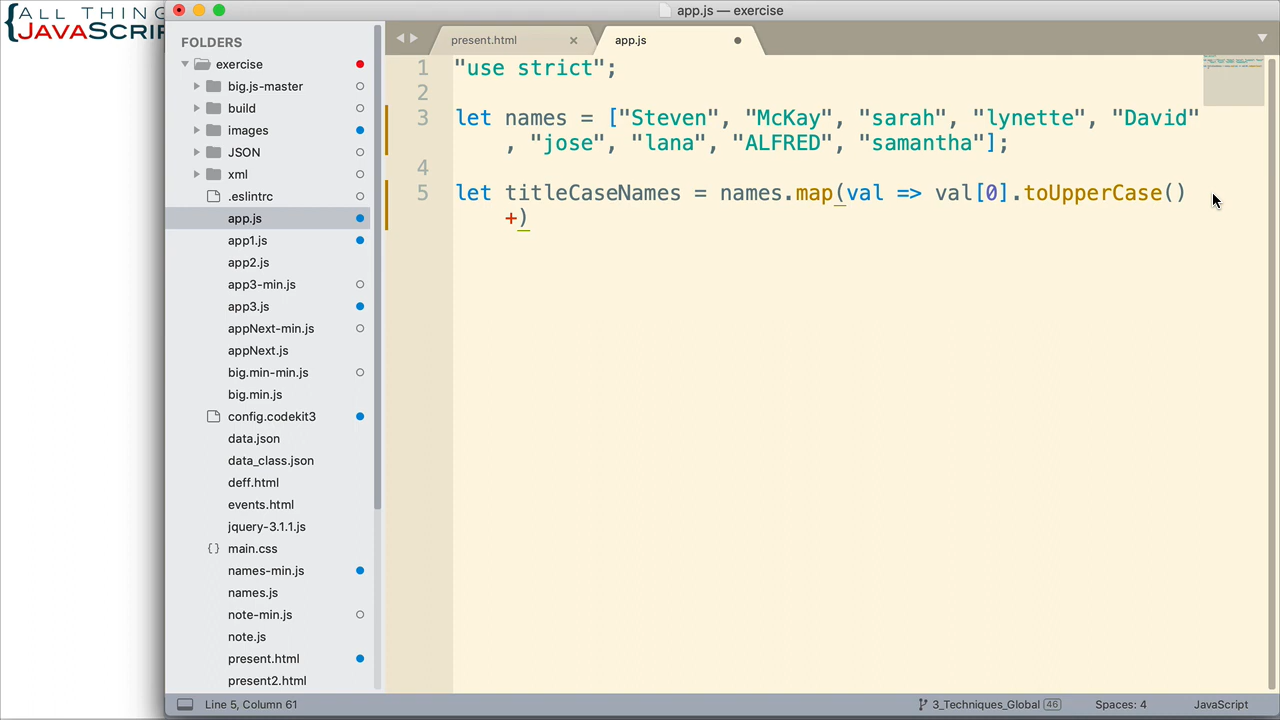 ALL THING
JAVASCRIP
app.js — exercise
FOLDERS
exercise
big.js-master
build
images
JSON
xml
.eslintrc
app.js
app1.js
app2.js
app3-min.js
app3.js
appNext-min.js
appNext.js
big.min-min.js
big.min.js
config.codekit3
data.json
data_class.json
deff.html
events.html
jquery-3.1.1.js
main.css
names-min.js
names.js
note-min.js
note.js
present.html
present2.html
present.html
app.js
1 "use strict";
2
3 let names = ["Steven", "McKay", "sarah", "lynette", "David"
, "jose", "lana", "ALFRED", "samantha"];
4
5 let titleCaseNames = names.map(val => val[0].toUpperCase()
+)
Line 5, Column 61
3_Techniques_Global 46
Spaces: 4
JavaScript